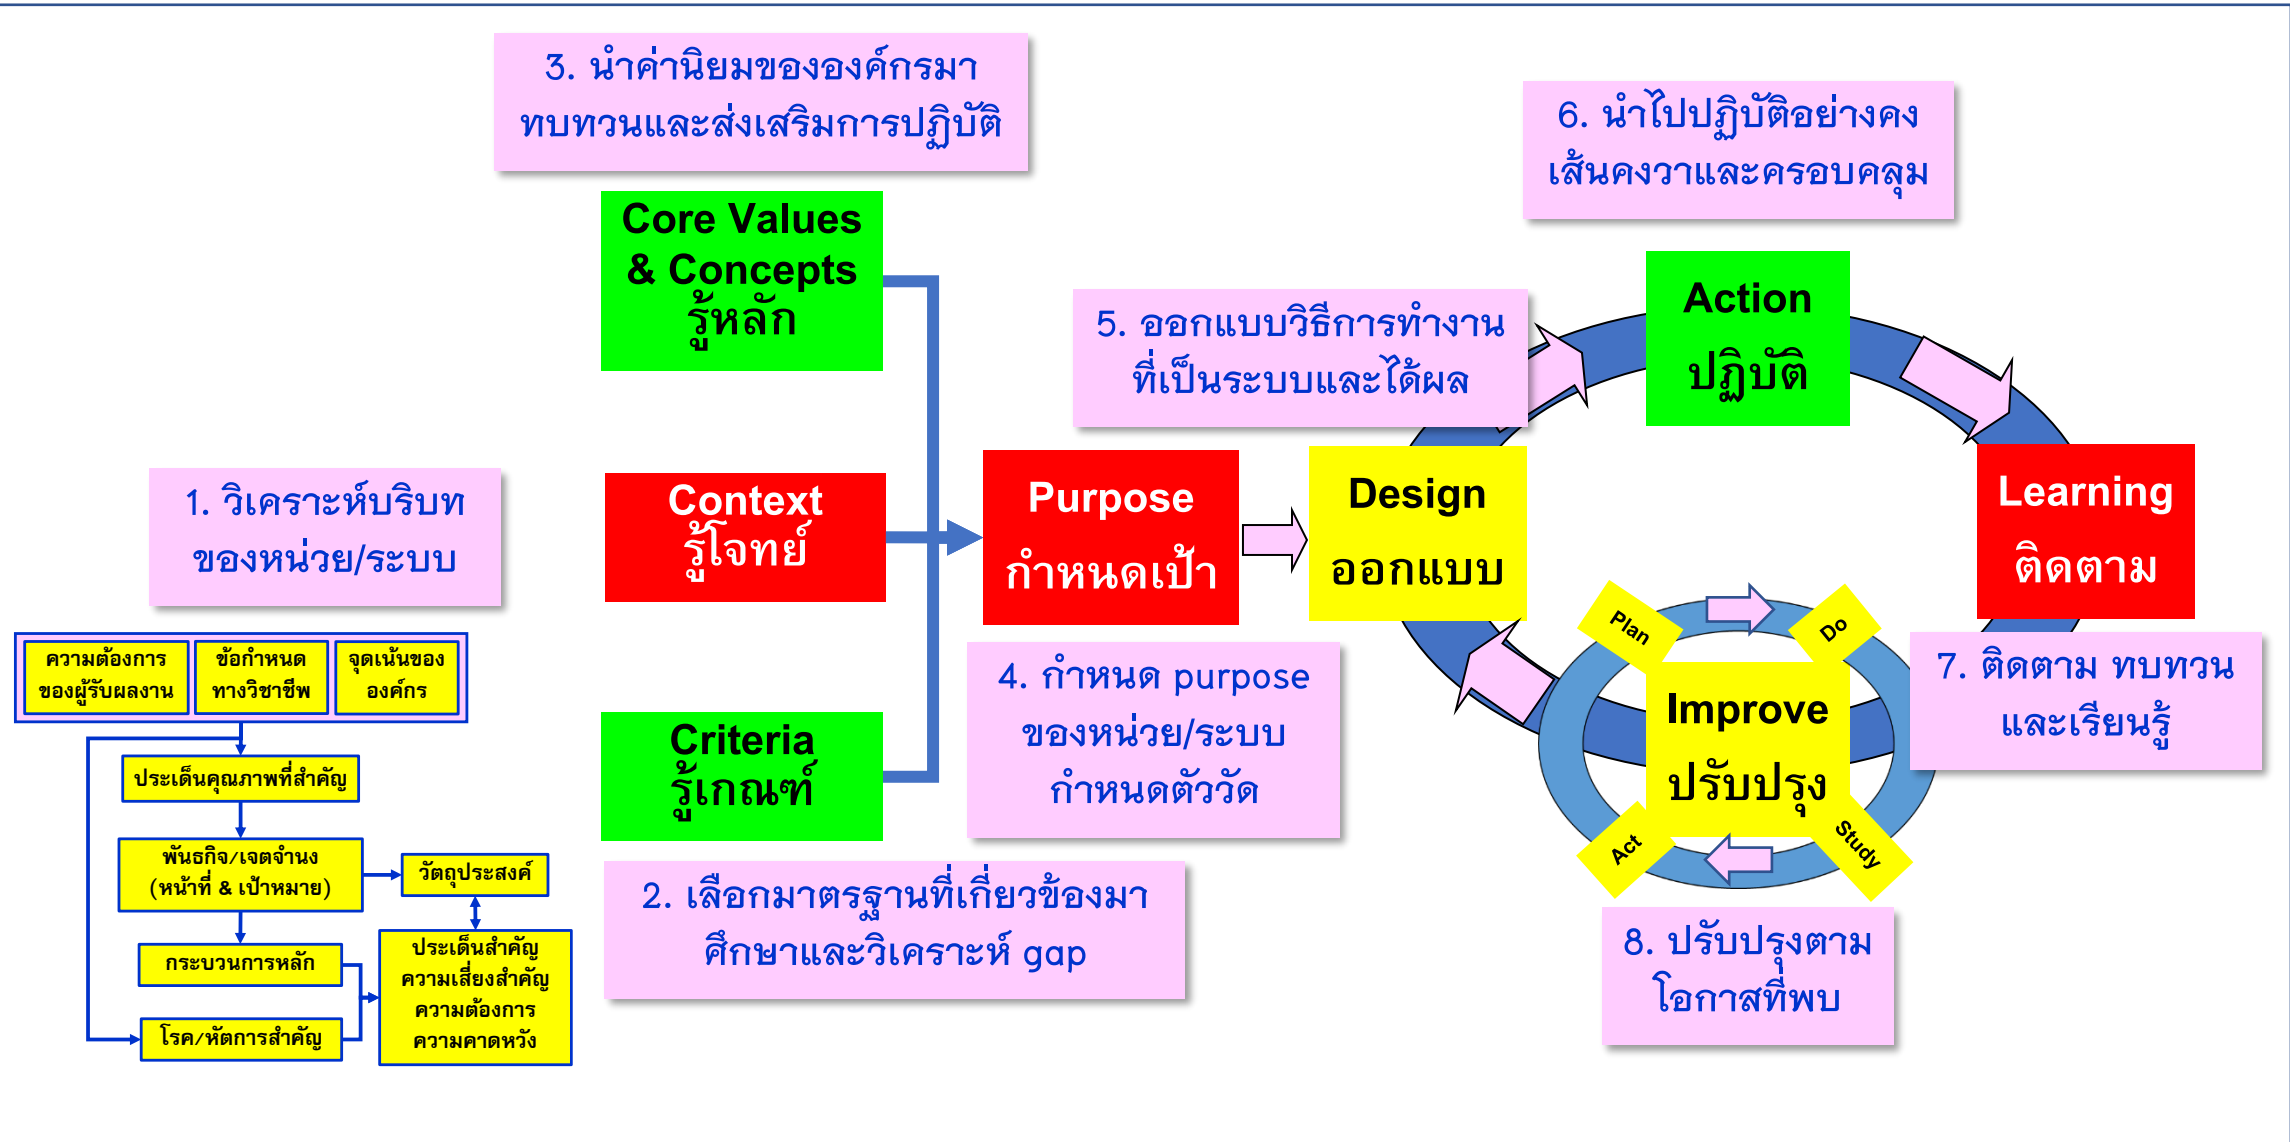 3. นำค่านิยมขององค์กรมา
ทบทวนและส่งเสริมการปฏิบัติ
6. นำไปปฏิบัติอย่างคง
เส้นคงวาและครอบคลุม
Core Values
& Concepts
รู้หลัก
Action
ปฏิบัติ
5. ออกแบบวิธีการทำงาน
ที่เป็นระบบและได้ผล
1. วิเคราะห์บริบท
ของหน่วย/ระบบ
Context
รู้โจทย์
Purpose
กำหนดเป้า
Design
ออกแบบ
Learning
ติดตาม
ความต้องการ
ของผู้รับผลงาน
ข้อกำหนด
ทางวิชาชีพ
จุดเน้นของ
องค์กร
ประเด็นคุณภาพที่สำคัญ
พันธกิจ/เจตจำนง
(หน้าที่ & เป้าหมาย)
วัตถุประสงค์
กระบวนการหลัก
ประเด็นสำคัญ
ความเสี่ยงสำคัญ
ความต้องการ
ความคาดหวัง
โรค/หัตการสำคัญ
Criteria
รู้เกณฑ์
4. กำหนด purpose
ของหน่วย/ระบบ
กำหนดตัววัด
2. เลือกมาตรฐานที่เกี่ยวข้องมา
ศึกษาและวิเคราะห์ gap
Plan
Do
Improve
ปรับปรุง
Act
Study
7. ติดตาม ทบทวน
และเรียนรู้
8. ปรับปรุงตาม
โอกาสที่พบ